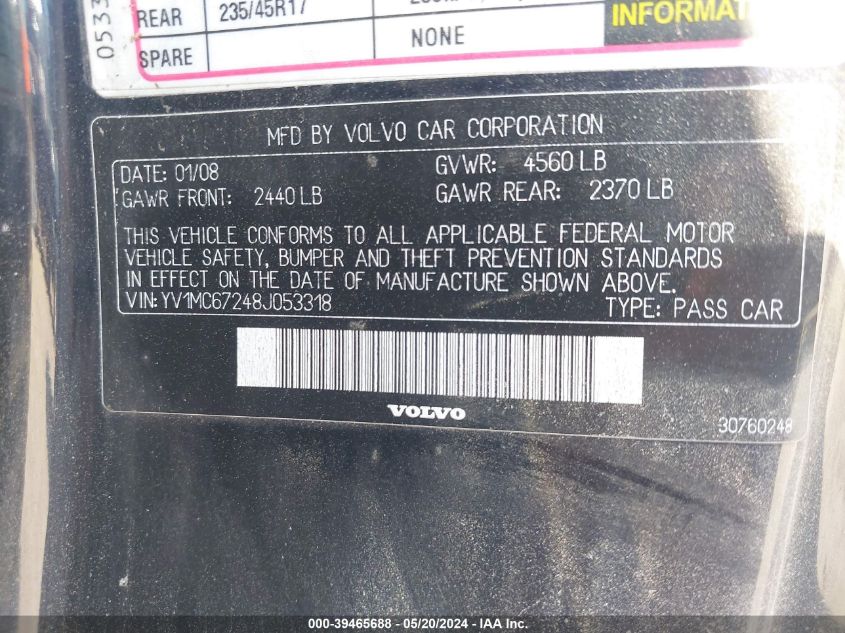 0533
REAR 235/45R17
INFORMAT
SPARE NONE
MFD BY VOLVO CAR CORPORATION
DATE: 01/08 GVWR: 4560 LB
GAWR FRONT: 2440 LB GAWR REAR: 2370 LB
THIS VEHICLE CONFORMS TO ALL APPLICABLE FEDERAL MOTOR
VEHICLE SAFETY, BUMPER AND THEFT PREVENTION STANDARDS
IN EFFECT ON THE DATE OF MANUFACTURE SHOWN ABOVE.
VIN: YV1MC67248J053318 TYPE: PASS CAR
VOLVO
30760248
000-39465688 - 05/20/2024 - IAAI Inc.